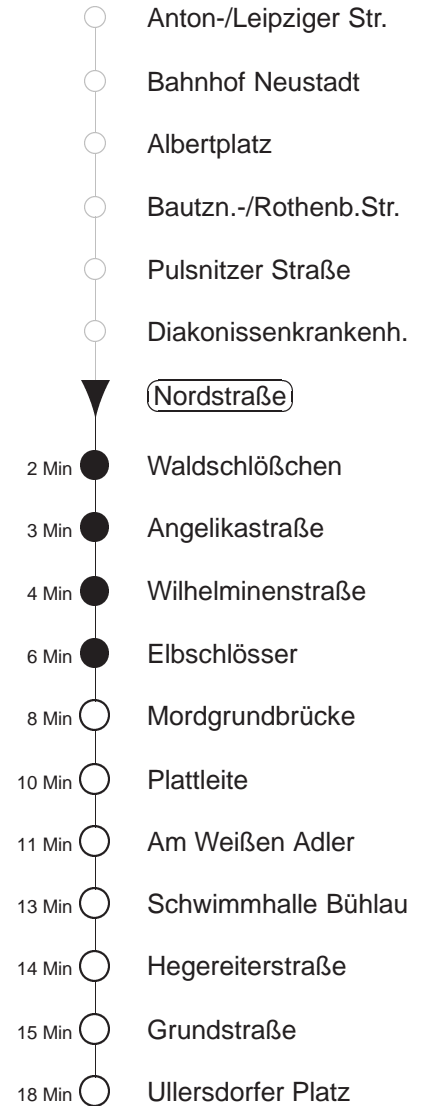 Anton-/Leipziger Str.
Bahnhof Neustadt
Albertplatz
Bautzn.-/Rothenb.Str.
Pulsnitzer Straße
Diakonissenkrankenh.
Nordstraße
2 Min Waldschlößchen
3 Min Angelikastraße
4 Min Wilhelminenstraße
6 Min Elbschlösser
8 Min Mordgrundbrücke
10 Min Plattleite
11 Min Am Weißen Adler
13 Min Schwimmhalle Bühlau
14 Min Hegereiterstraße
15 Min Grundstraße
18 Min Ullersdorfer Platz